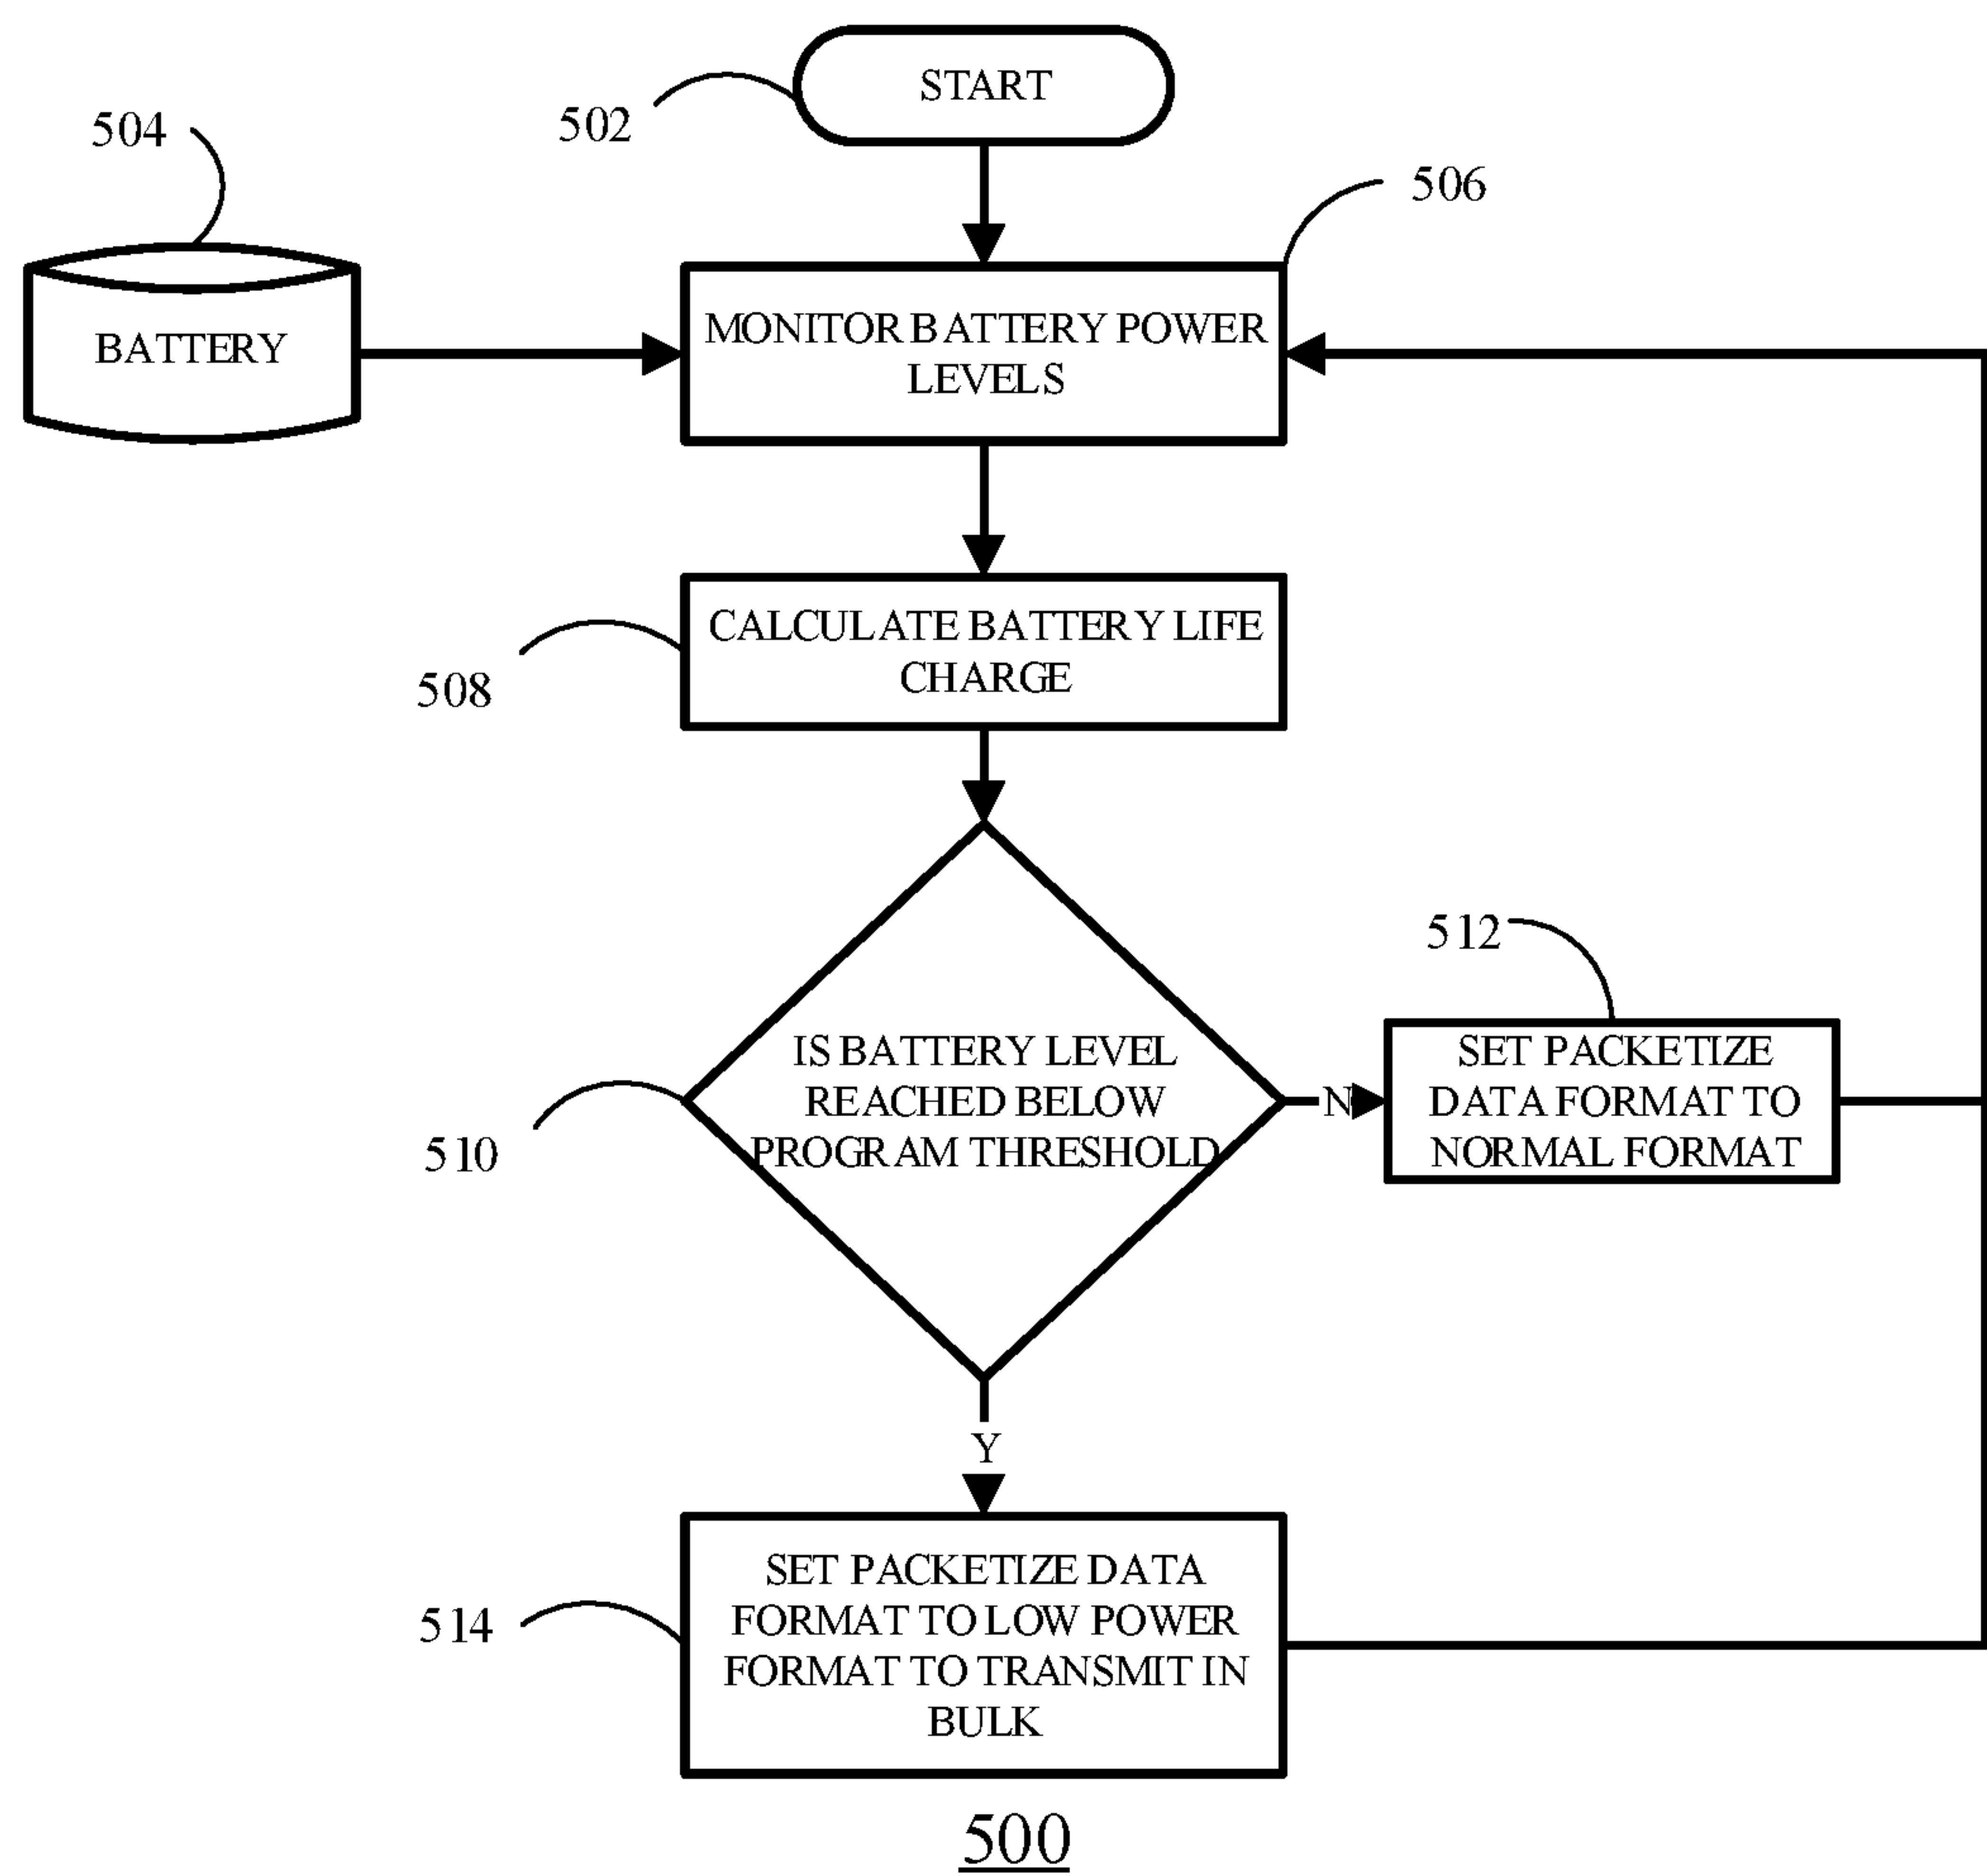 START
502
504
506
BATTERY
MONITOR BATTERY POWER
LEVELS
CALCULATE BATTERY LIFE
CHARGE
508
512
IS BATTERY LEVEL
REACHED BELOW
PROGRAM THRESHOLD
510
N
SET PACKETIZE
DATA FORMAT TO
NORMAL FORMAT
Y
SET PACKETIZE DATA
FORMAT TO LOW POWER
FORMAT TO TRANSMIT IN
BULK
514
500